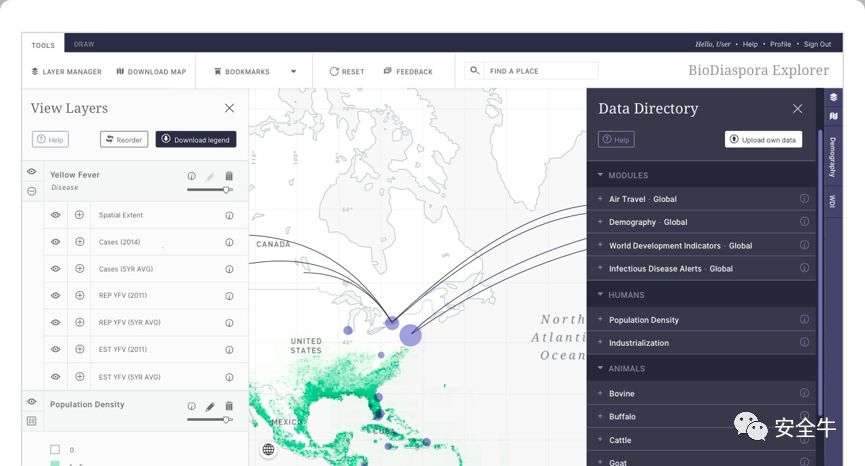 TOOLS
DRAW
Hello, User • Help • Profile • Sign Out
LAYER MANAGER
DOWNLOAD MAP
BOOKMARKS
RESET
FEEDBACK
FIND A PLACE
BioDiaspora Explorer
View Layers
Help
Reorder
Download legend
Yellow Fever
Disease
Spatial Extent
Cases (2014)
Cases (5YR AVG)
REP YFV (2011)
REP YFV (5YR AVG)
EST YFV (2011)
EST YFV (5YR AVG)
Population Density
0
70°
60°
40°
CANADA
UNITED
STATES
MEXICO
CUBA
North
Atlantic
Ocean
Data Directory
Help
Upload own data
MODULES
Air Travel · Global
Demography · Global
World Development Indicators · Global
Infectious Disease Alerts · Global
HUMANS
Population Density
Industrialization
ANIMALS
Bovine
Buffalo
Cattle
Goat
Demography
WDI
安全牛